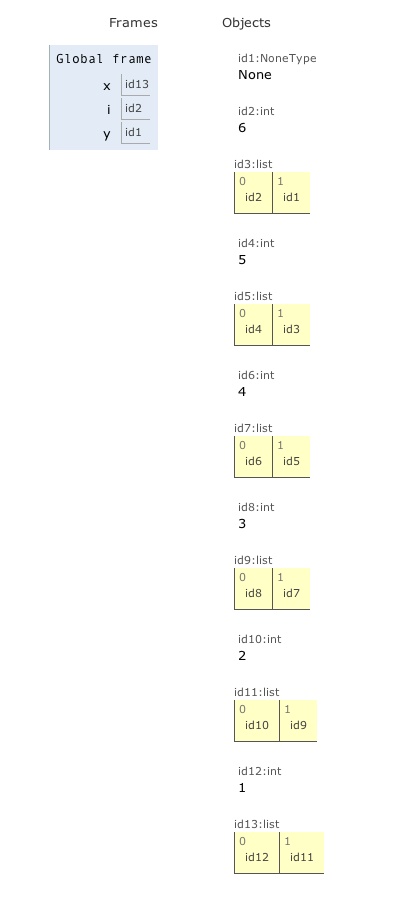 Frames Objects
Global frame
x id13
i id2
y id1
id1:NoneType
None
id2:int
6
id3:list
0 1
id2 id1
id4:int
5
id5:list
0 1
id4 id3
id6:int
4
id7:list
0 1
id6 id5
id8:int
3
id9:list
0 1
id8 id7
id10:int
2
id11:list
0 1
id10 id9
id12:int
1
id13:list
0 1
id12 id11